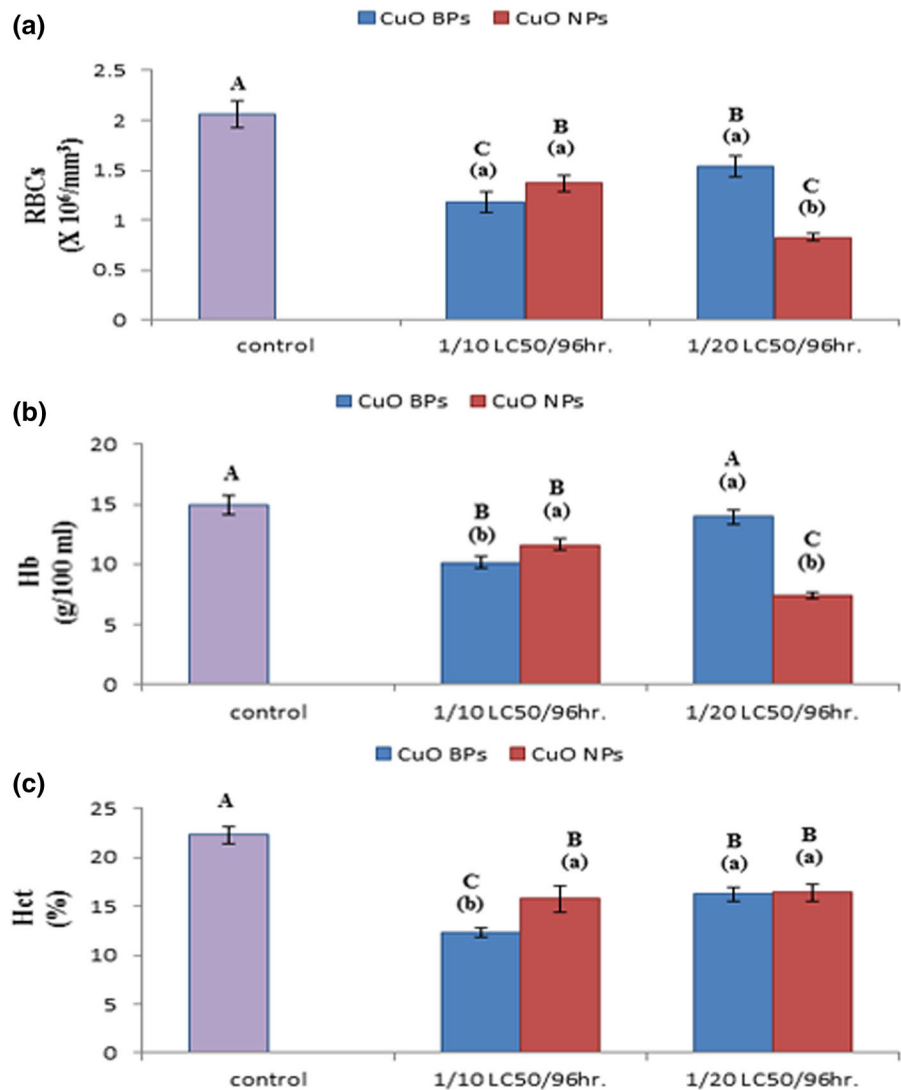 (a)
CuO BPs CuO NPs
RBCs
(X 10⁶/mm³)
2.5
2
1.5
1
0.5
0
A
C
(a)
B
(a)
B
(a)
C
(b)
control 1/10 LC50/96hr. 1/20 LC50/96hr.
(b)
CuO BPs CuO NPs
Hb
(g/100 ml)
20
15
10
5
0
A
B
(b)
B
(a)
A
(a)
C
(b)
control 1/10 LC50/96hr. 1/20 LC50/96hr.
(c)
CuO BPs CuO NPs
Hct
(%)
25
20
15
10
5
0
A
C
(b)
B
(a)
B
(a)
B
(a)
control 1/10 LC50/96hr. 1/20 LC50/96hr.